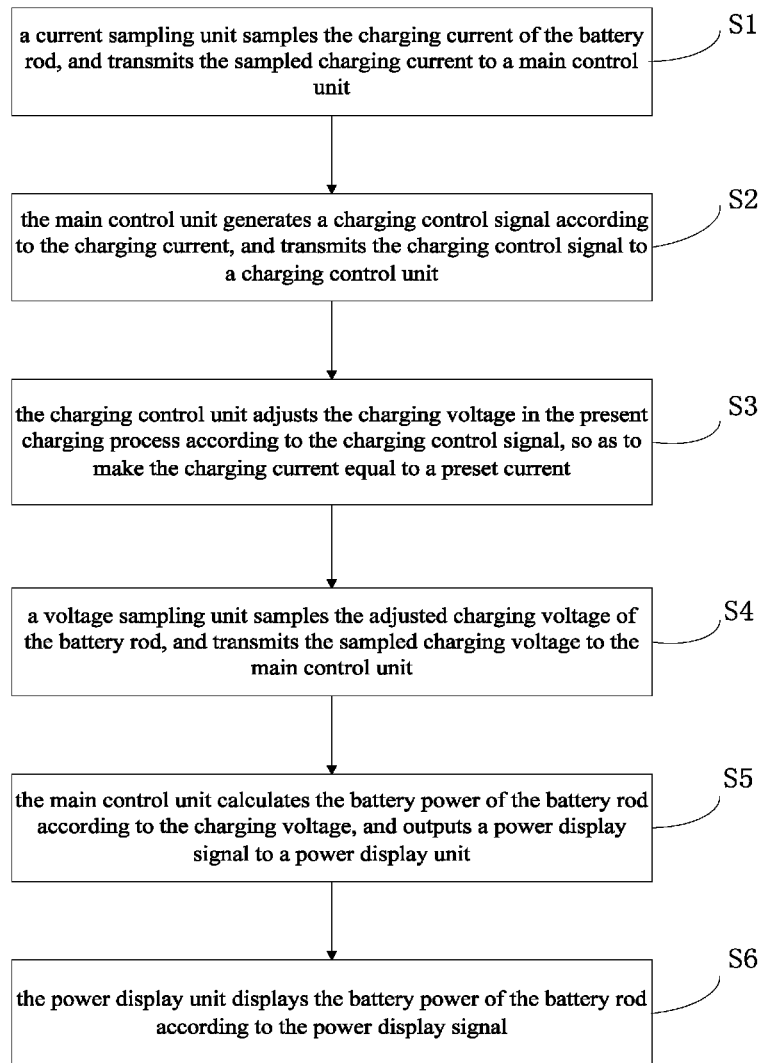 a current sampling unit samples the charging current of the battery
rod, and transmits the sampled charging current to a main control
unit
S1
the main control unit generates a charging control signal according
to the charging current, and transmits the charging control signal to
a charging control unit
S2
the charging control unit adjusts the charging voltage in the present
charging process according to the charging control signal, so as to
make the charging current equal to a preset current
S3
a voltage sampling unit samples the adjusted charging voltage of
the battery rod, and transmits the sampled charging voltage to the
main control unit
S4
the main control unit calculates the battery power of the battery rod
according to the charging voltage, and outputs a power display
signal to a power display unit
S5
the power display unit displays the battery power of the battery rod
according to the power display signal
S6